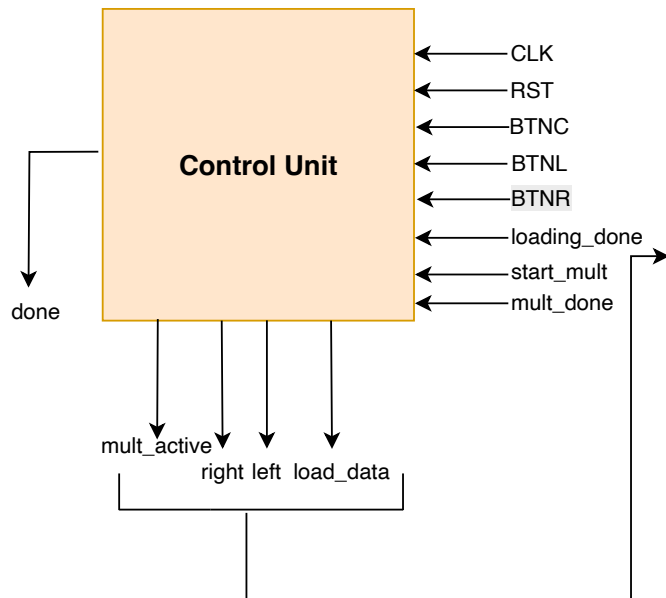 CLK
RST
BTNC
Control Unit
BTNL
BTNR
loading_done
start_mult
mult_done
done
mult_active
right left load_data